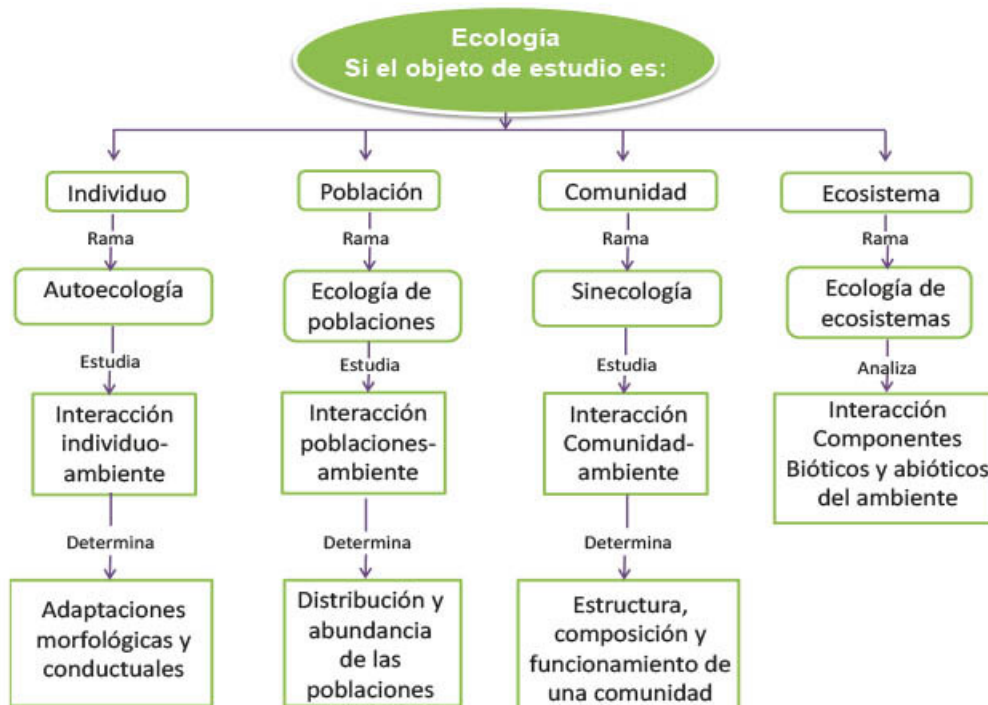 Ecología
Si el objeto de estudio es:
Individuo
Rama
Autoecología
Estudia
Interacción
individuo-
ambiente
Determina
Adaptaciones
morfológicas y
conductuales
Población
Rama
Ecología de
poblaciones
Estudia
Interacción
poblaciones-
ambiente
Determina
Distribución y
abundancia
de las
poblaciones
Comunidad
Rama
Sinecología
Estudia
Interacción
Comunidad-
ambiente
Determina
Estructura,
composición y
funcionamiento de
una comunidad
Ecosistema
Rama
Ecología de
ecosistemas
Analiza
Interacción
Componentes
Bióticos y abióticos
del ambiente